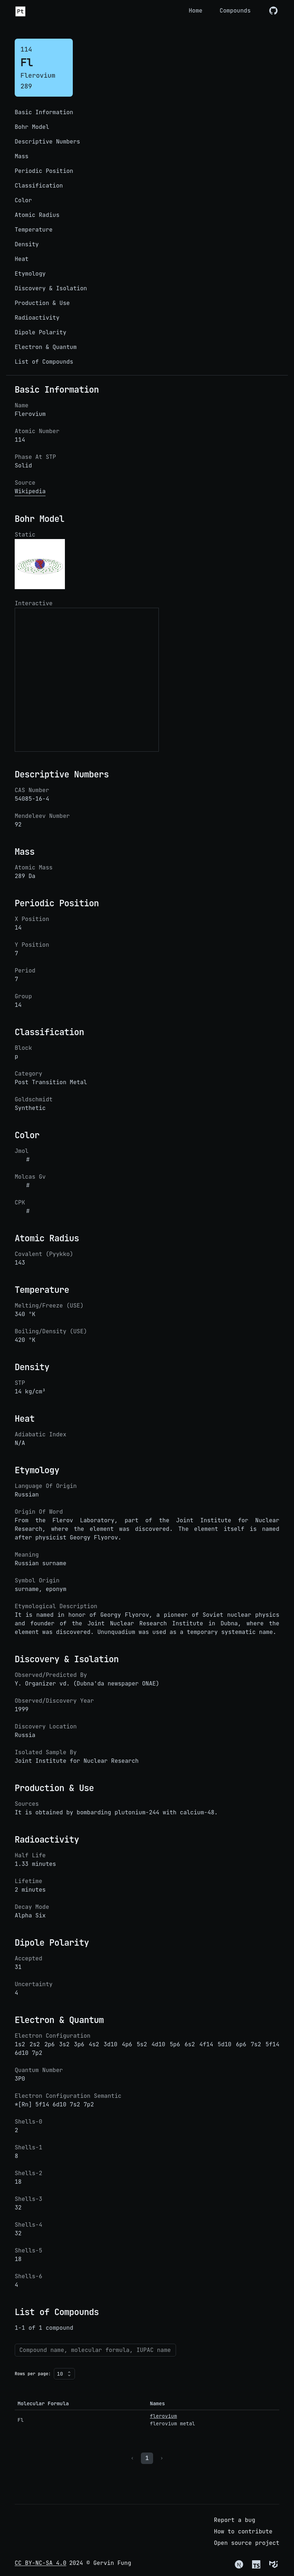 Pt
Home
Compounds
114
Fl
Flerovium
289
Basic Information
Bohr Model
Descriptive Numbers
Mass
Periodic Position
Classification
Color
Atomic Radius
Temperature
Density
Heat
Etymology
Discovery & Isolation
Production & Use
Radioactivity
Dipole Polarity
Electron & Quantum
List of Compounds
Basic Information
Name
Flerovium
Atomic Number
114
Phase At STP
Solid
Source
Wikipedia
Bohr Model
Static
Interactive
Descriptive Numbers
CAS Number
54085-16-4
Mendeleev Number
92
Mass
Atomic Mass
289 Da
Periodic Position
X Position
14
Y Position
7
Period
7
Group
14
Classification
Block
p
Category
Post Transition Metal
Goldschmidt
Synthetic
Color
Jmol
#
Molcas Gv
#
CPK
#
Atomic Radius
Covalent (Pyykko)
143
Temperature
Melting/Freeze (USE)
340 °K
Boiling/Density (USE)
420 °K
Density
STP
14 kg/cm³
Heat
Adiabatic Index
N/A
Etymology
Language Of Origin
Russian
Origin Of Word
From the Flerov Laboratory, part of the Joint Institute for Nuclear
Research, where the element was discovered. The element itself is named
after physicist Georgy Flyorov.
Meaning
Russian surname
Symbol Origin
surname, eponym
Etymological Description
It is named in honor of Georgy Flyorov, a pioneer of Soviet nuclear physics
and founder of the Joint Nuclear Research Institute in Dubna, where the
element was discovered. Ununquadium was used as a temporary systematic name.
Discovery & Isolation
Observed/Predicted By
Y. Organizer vd. (Dubna'da newspaper ONAE)
Observed/Discovery Year
1999
Discovery Location
Russia
Isolated Sample By
Joint Institute for Nuclear Research
Production & Use
Sources
It is obtained by bombarding plutonium-244 with calcium-48.
Radioactivity
Half Life
1.33 minutes
Lifetime
2 minutes
Decay Mode
Alpha Six
Dipole Polarity
Accepted
31
Uncertainty
4
Electron & Quantum
Electron Configuration
1s2 2s2 2p6 3s2 3p6 4s2 3d10 4p6 5s2 4d10 5p6 6s2 4f14 5d10 6p6 7s2 5f14
6d10 7p2
Quantum Number
3P0
Electron Configuration Semantic
*[Rn] 5f14 6d10 7s2 7p2
Shells-0
2
Shells-1
8
Shells-2
18
Shells-3
32
Shells-4
32
Shells-5
18
Shells-6
4
List of Compounds
1-1 of 1 compound
Compound name, molecular formula, IUPAC name
Rows per page: 10
Molecular Formula Names
Fl
flerovium
flerovium metal
‹ 1 ›
Report a bug
How to contribute
Open source project
CC BY-NC-SA 4.0 2024 © Gervin Fung
N
TS